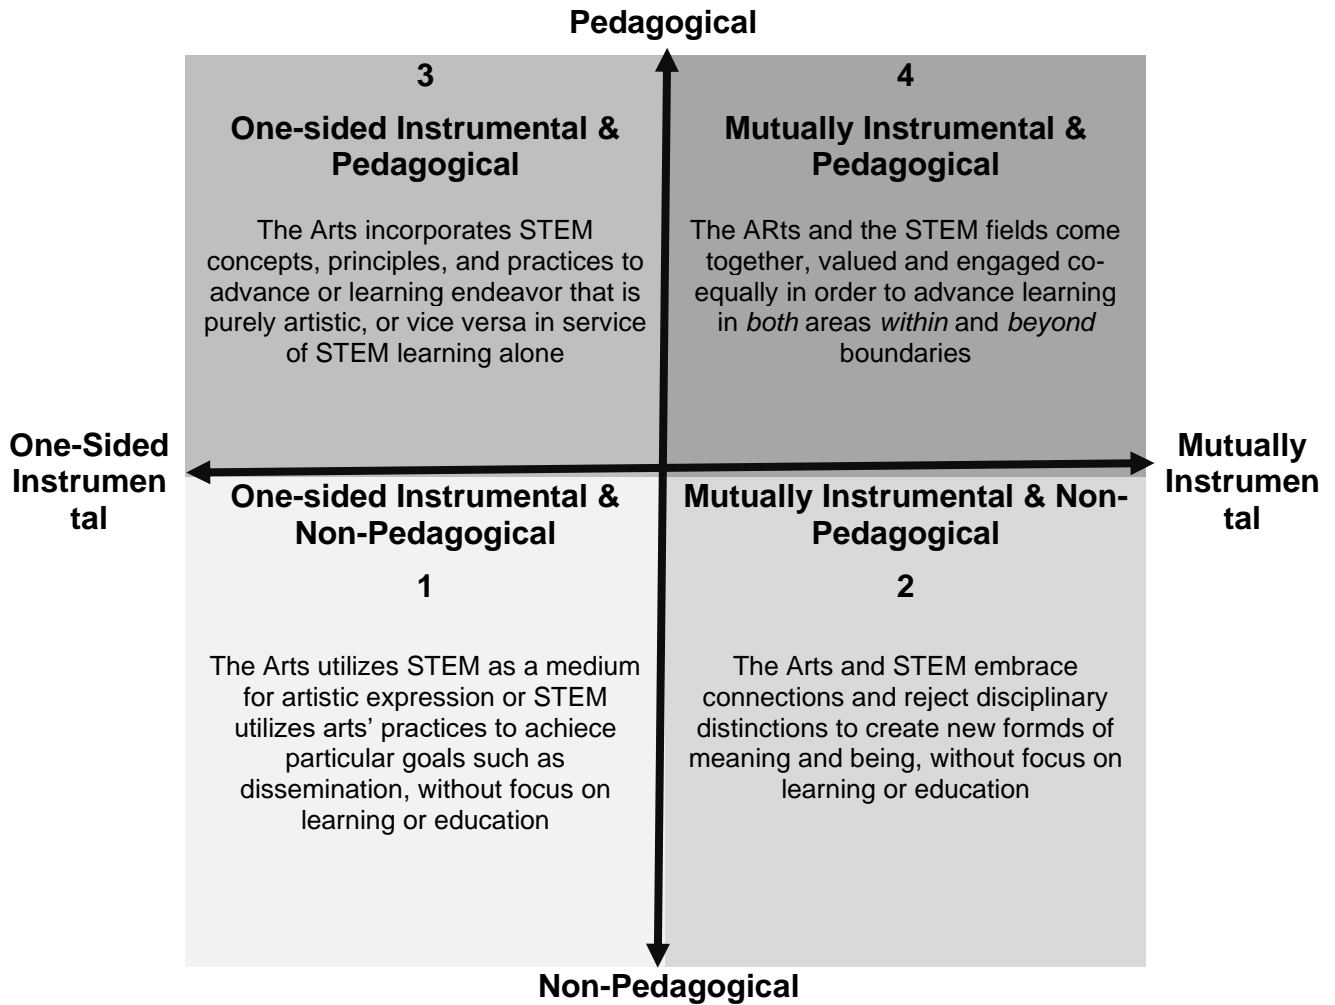 Pedagogical
3
One-sided Instrumental &
Pedagogical
The Arts incorporates STEM
concepts, principles, and practices to
advance or learning endeavor that is
purely artistic, or vice versa in service
of STEM learning alone
4
Mutually Instrumental &
Pedagogical
The ARts and the STEM fields come
together, valued and engaged co-
equally in order to advance learning
in both areas within and beyond
boundaries
One-Sided
Instrumen
tal
Mutually
Instrumen
tal
One-sided Instrumental &
Non-Pedagogical
1
The Arts utilizes STEM as a medium
for artistic expression or STEM
utilizes arts’ practices to achiece
particular goals such as
dissemination, without focus on
learning or education
Mutually Instrumental & Non-
Pedagogical
2
The Arts and STEM embrace
connections and reject disciplinary
distinctions to create new formds of
meaning and being, without focus on
learning or education
Non-Pedagogical